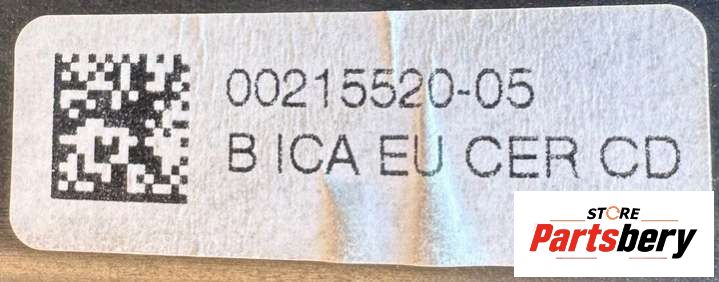 00215520-05
B ICA EU CER CD
STORE
Partsbery